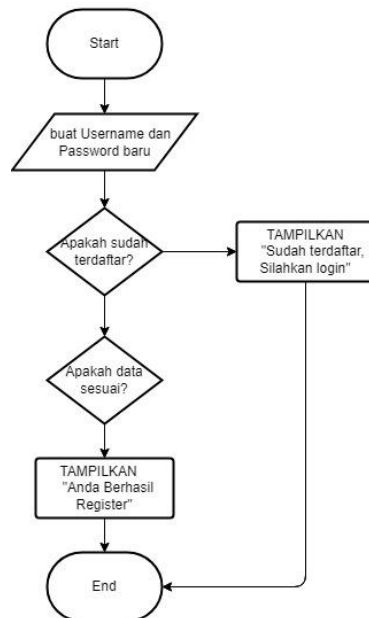 Start
buat Username dan
Password baru
Apakah sudah
terdaftar?
TAMPILKAN
"Sudah terdaftar,
Silahkan login"
Apakah data
sesuai?
TAMPILKAN
"Anda Berhasil
Register"
End